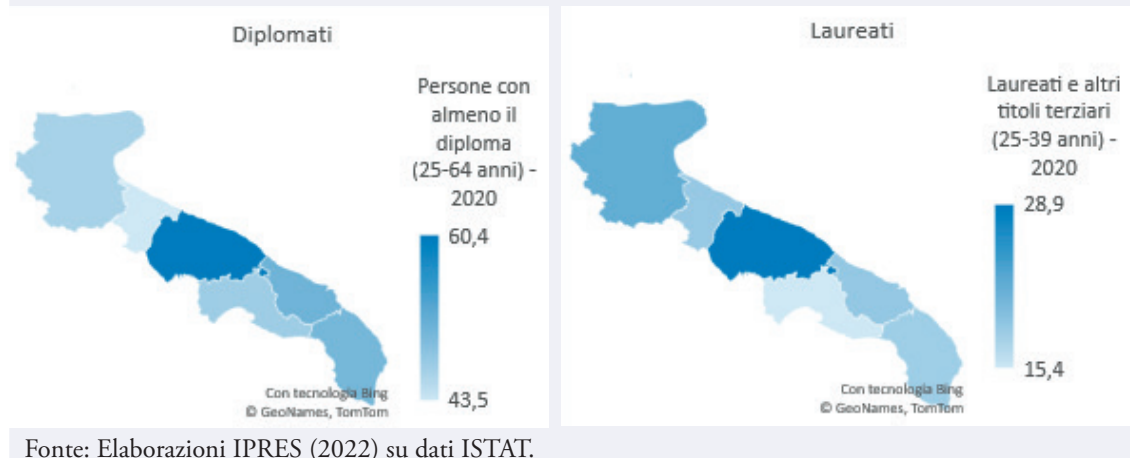 Diplomati
Persone con
almeno il
diploma
(25-64 anni) -
2020
60,4
43,5
Con tecnologia Bing
© GeoNames, TomTom
Laureati
Laureati e altri
titoli terziari
(25-39 anni) -
2020
28,9
15,4
Con tecnologia Bing
© GeoNames, TomTom
Fonte: Elaborazioni IPRES (2022) su dati ISTAT.